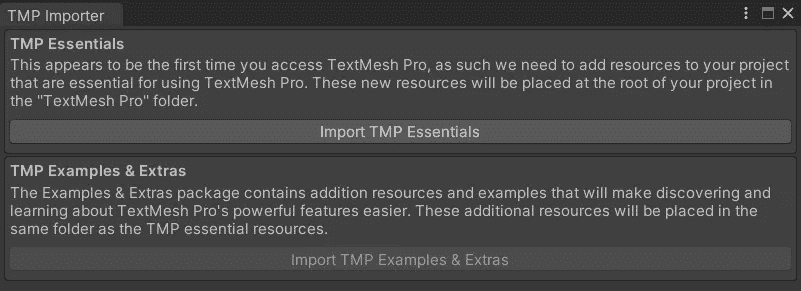 TMP Importer
TMP Essentials
This appears to be the first time you access TextMesh Pro, as such we need to add resources to your project
that are essential for using TextMesh Pro. These new resources will be placed at the root of your project in
the "TextMesh Pro" folder.
Import TMP Essentials
TMP Examples & Extras
The Examples & Extras package contains addition resources and examples that will make discovering and
learning about TextMesh Pro's powerful features easier. These additional resources will be placed in the
same folder as the TMP essential resources.
Import TMP Examples & Extras